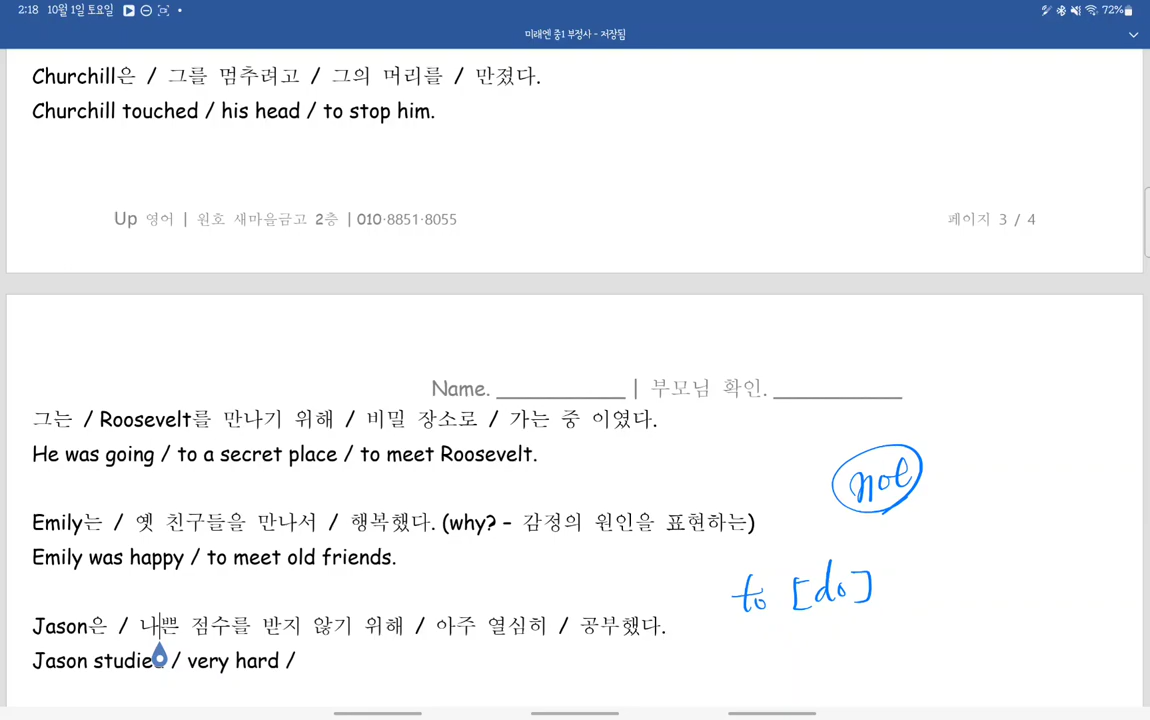 2:18 10월 1일 토요일 72%
미래엔 중1 부정사 - 저장됨
Churchill은 / 그를 멈추려고 / 그의 머리를 / 만졌다.
Churchill touched / his head / to stop him.
Up 영어 | 원호 새마을금고 2층 | 010·8851·8055 페이지 3 / 4
Name. ____________ | 부모님 확인. ____________
그는 / Roosevelt를 만나기 위해 / 비밀 장소로 / 가는 중 이였다.
He was going / to a secret place / to meet Roosevelt.
not
Emily는 / 옛 친구들을 만나서 / 행복했다. (why? - 감정의 원인을 표현하는)
Emily was happy / to meet old friends.
to [do]
Jason은 / 나쁜 점수를 받지 않기 위해 / 아주 열심히 / 공부했다.
Jason studied / very hard /